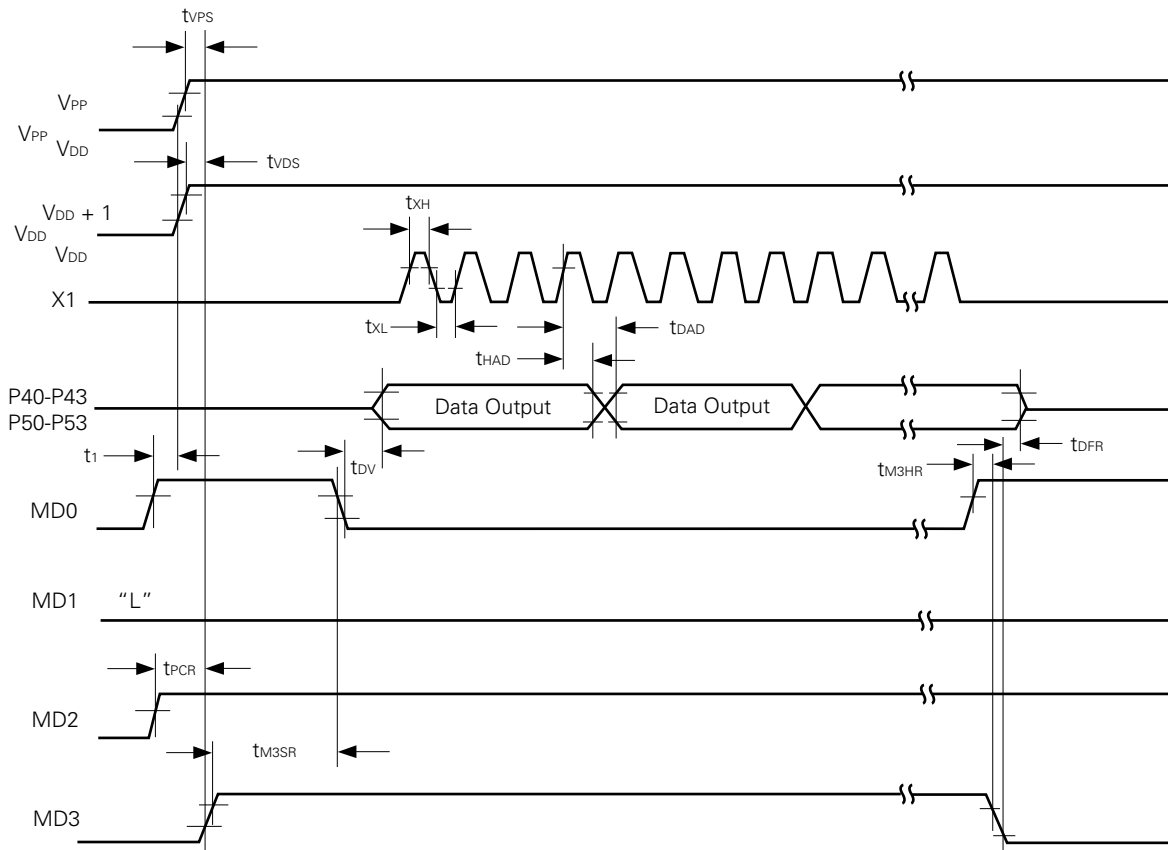 tVPS
VPP
VPP
VDD
tVDS
VDD + 1
VDD
VDD
tXH
X1
tXL
tDAD
tHAD
P40-P43
P50-P53
Data Output
Data Output
t1
tDV
tM3HR
tDFR
MD0
MD1 “L”
tPCR
MD2
tM3SR
MD3